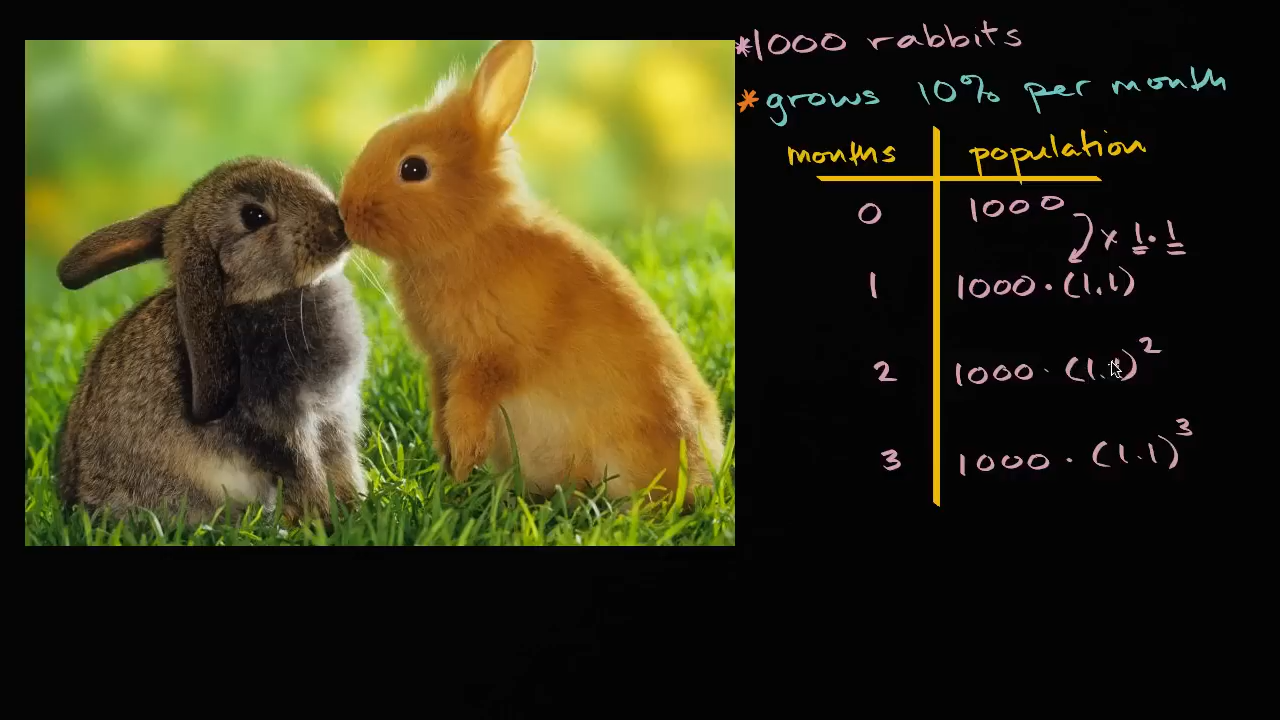 *1000 rabbits
*grows 10% per month
months population
0 1000
× 1.1
1 1000 · (1.1)
2 1000 · (1.1)²
3 1000 · (1.1)³